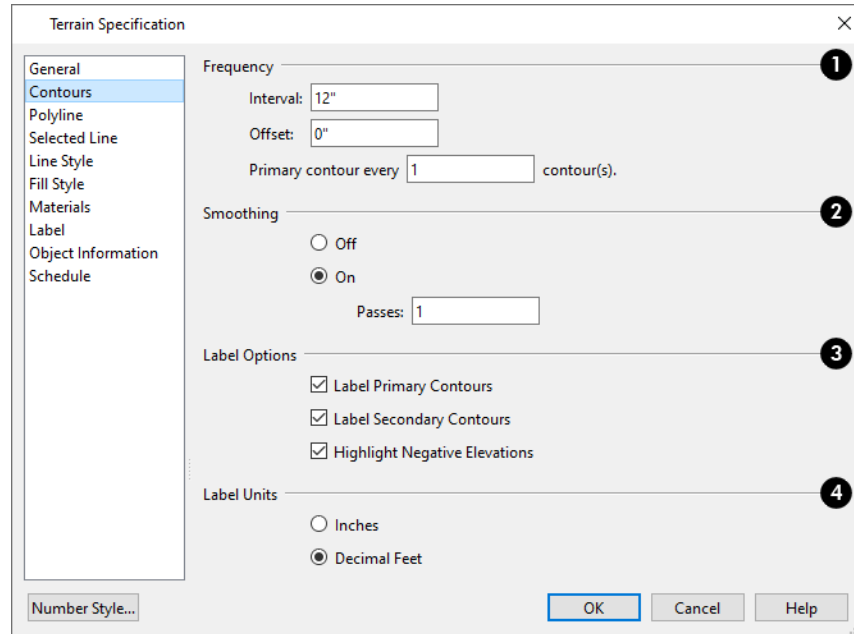 Terrain Specification
General
Contours
Polyline
Selected Line
Line Style
Fill Style
Materials
Label
Object Information
Schedule
Frequency 1
Interval: 12"
Offset: 0"
Primary contour every 1 contour(s).
Smoothing 2
Off
On
Passes: 1
Label Options 3
Label Primary Contours
Label Secondary Contours
Highlight Negative Elevations
Label Units 4
Inches
Decimal Feet
Number Style... OK Cancel Help